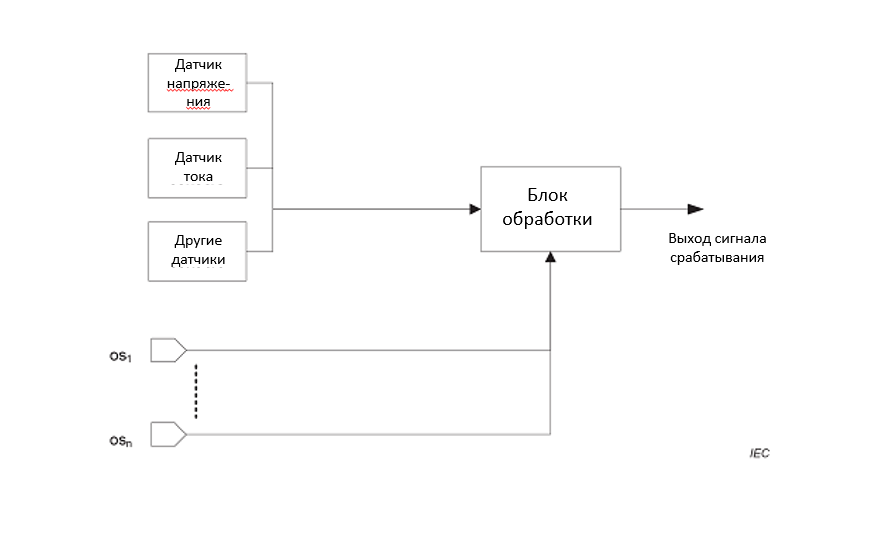 Датчик
напряже-
ния
Датчик
тока
Другие
датчики
Блок
обработки
Выход сигнала
срабатывания
OS1
OSn
IEC